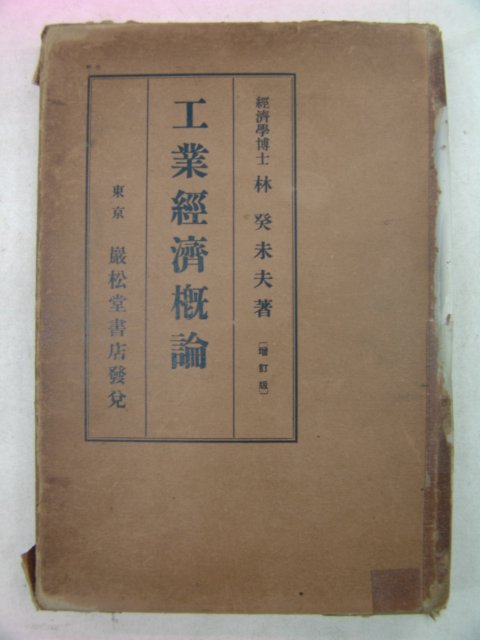 經濟學博士 林癸未夫著 〔增訂版〕
工業經濟概論
東京 巖松堂書店發兌